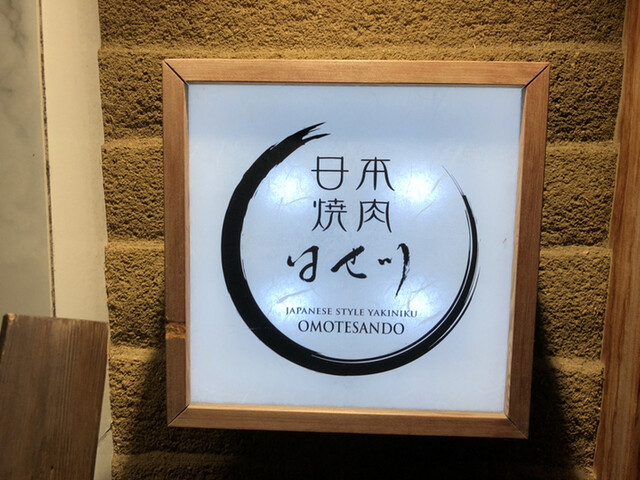 日本
焼肉
はせ川
JAPANESE STYLE YAKINIKU
OMOTESANDO